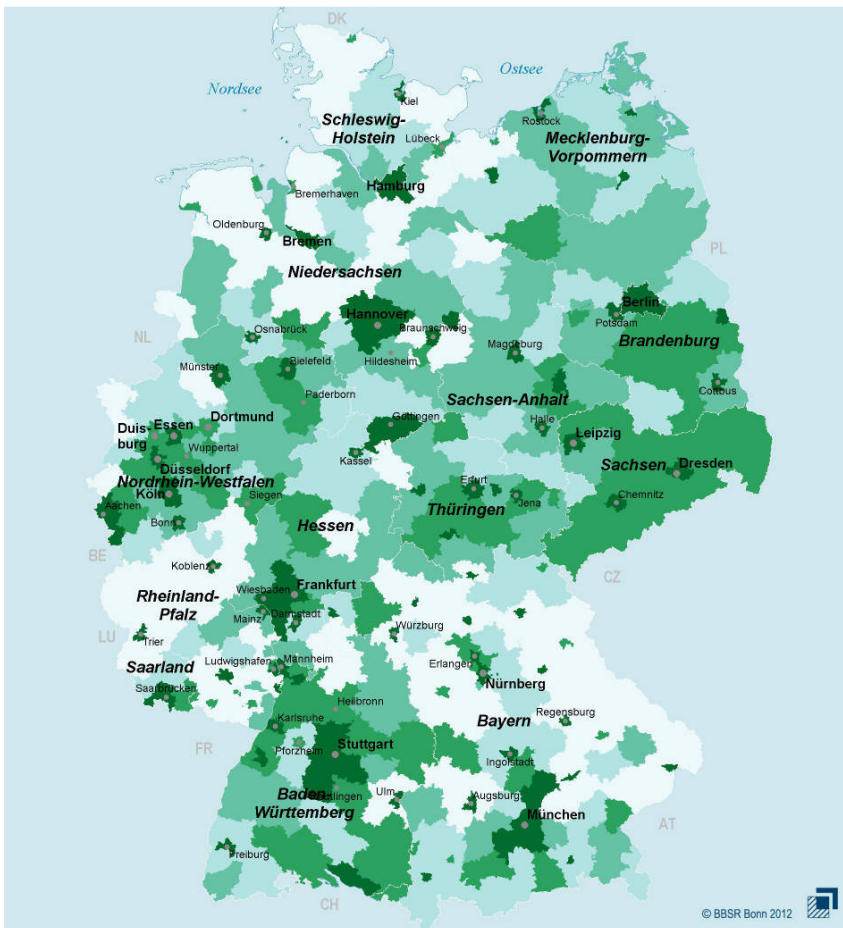 DK
Nordsee
Ostsee
Kiel
Schleswig-
Holstein
Lübeck
Rostock
Mecklenburg-
Vorpommern
Hamburg
Bremerhaven
Oldenburg
Bremen
Niedersachsen
PL
NL
Hannover
Braunschweig
Osnabrück
Hildesheim
Berlin
Potsdam
Brandenburg
Magdeburg
Münster
Bielefeld
Paderborn
Sachsen-Anhalt
Cottbus
Duis-
burg
Essen
Dortmund
Wuppertal
Göttingen
Halle
Leipzig
Düsseldorf
Kassel
Nordrhein-Westfalen
Sachsen
Dresden
Köln
Siegen
Erfurt
Aachen
Bonn
Hessen
Thüringen
Jena
Chemnitz
BE
Koblenz
CZ
Wiesbaden
Frankfurt
Rheinland-
Pfalz
Mainz
Darmstadt
Würzburg
LU
Trier
Saarland
Ludwigshafen
Mannheim
Erlangen
Nürnberg
Saarbrücken
Heilbronn
Bayern
Regensburg
Karlsruhe
FR
Pforzheim
Stuttgart
Ingolstadt
Baden-
Württemberg
Ulm
Augsburg
München
AT
Freiburg
CH
© BBSR Bonn 2012